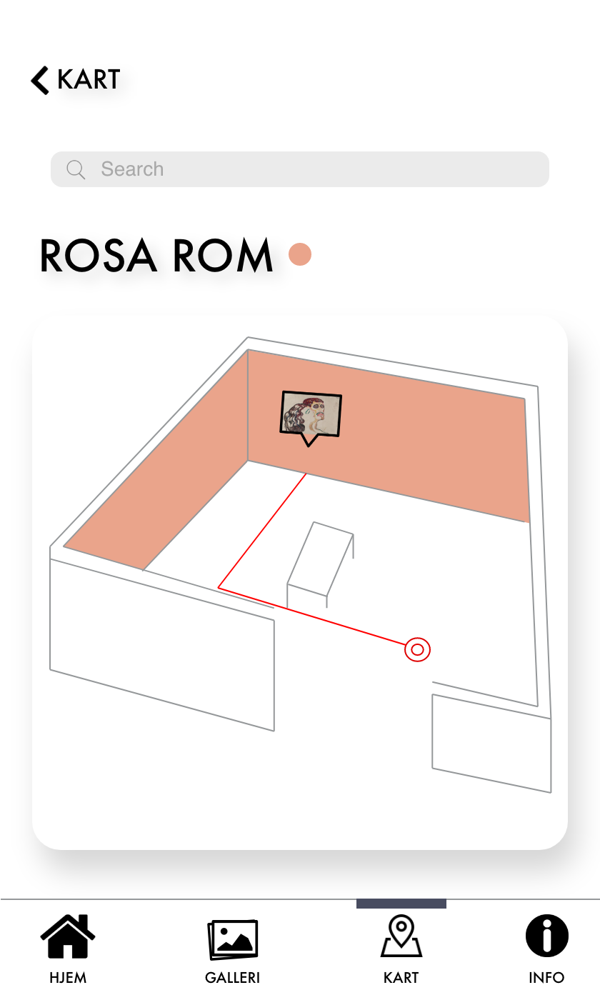 KART
Search
ROSA ROM
HJEM
GALLERI
KART
INFO